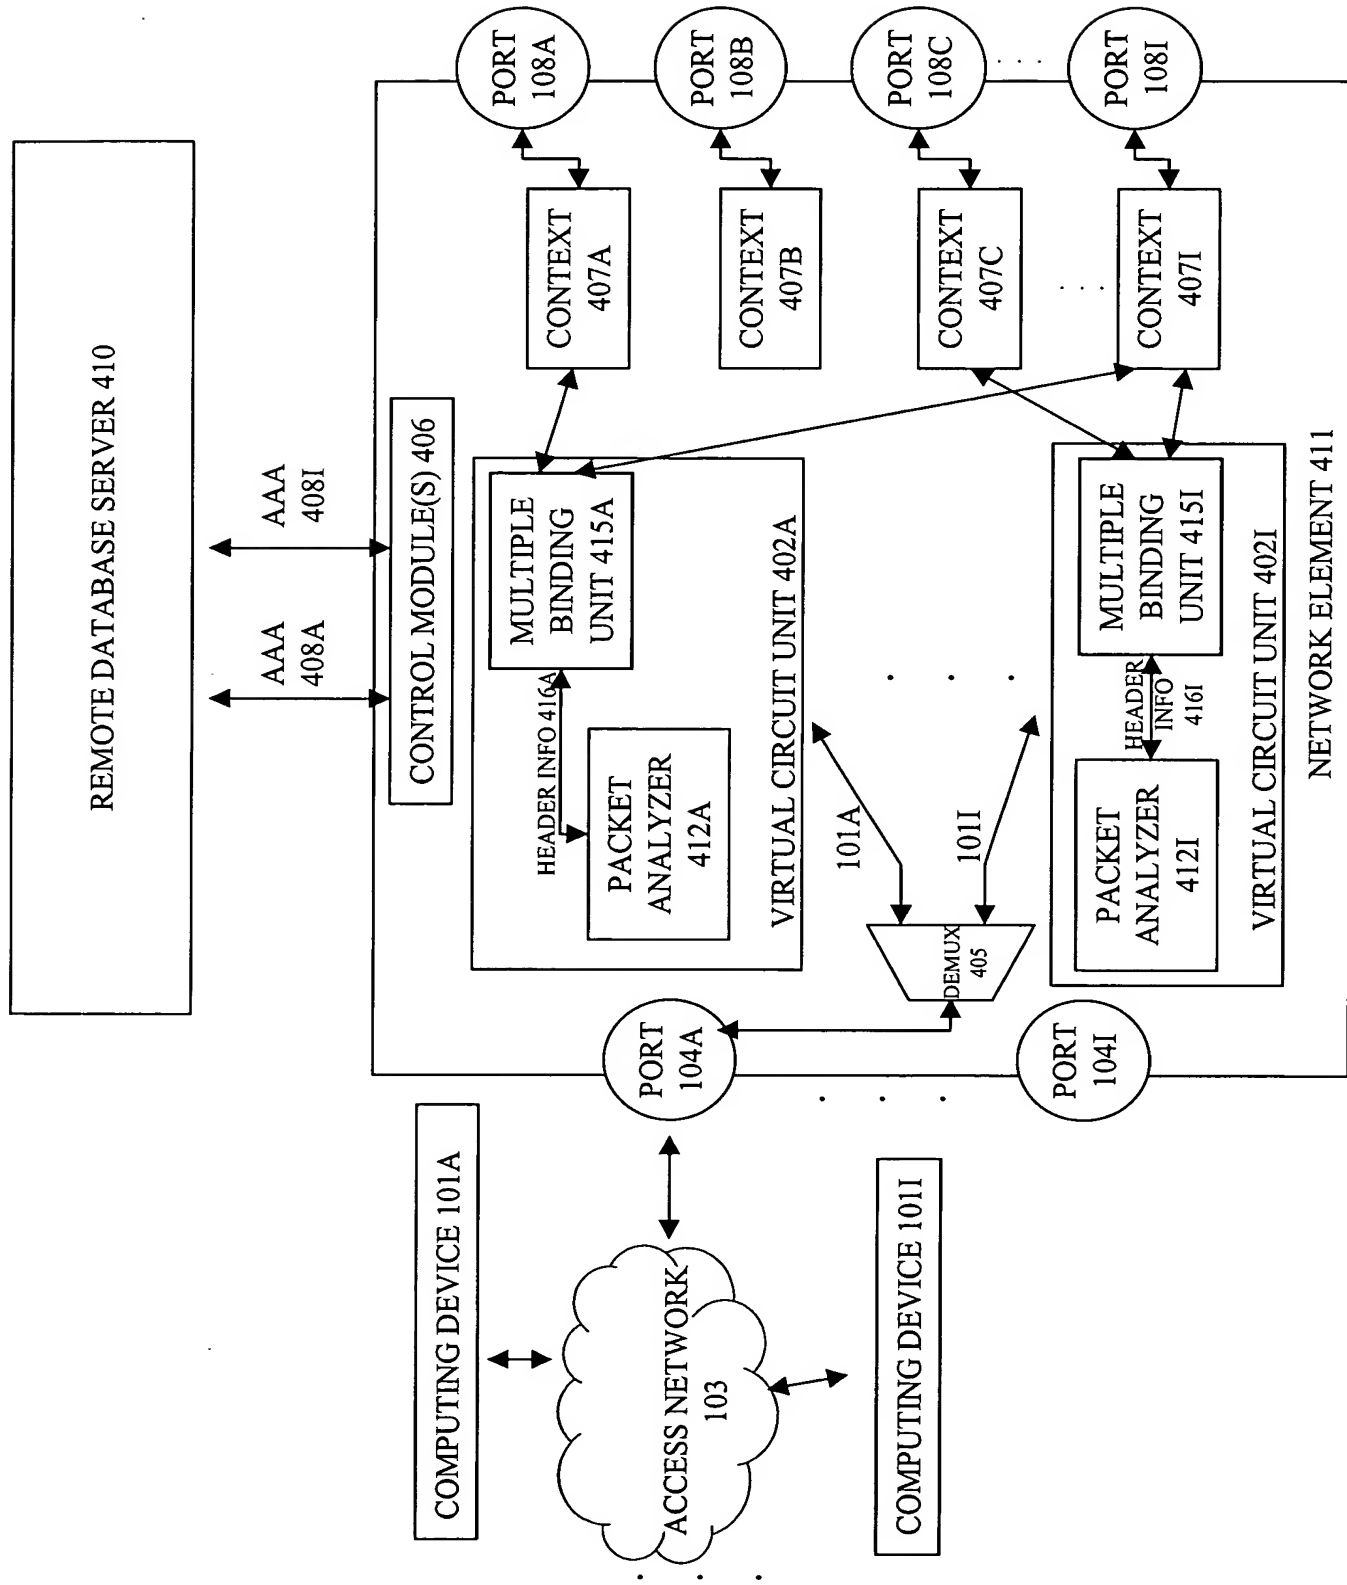 REMOTE DATABASE SERVER 410
AAA
408A
AAA
408I
COMPUTING DEVICE 101A
ACCESS NETWORK
103
COMPUTING DEVICE 101I
PORT
104A
PORT
104I
CONTROL MODULE(S) 406
HEADER INFO 416A
PACKET
ANALYZER
412A
MULTIPLE
BINDING
UNIT 415A
VIRTUAL CIRCUIT UNIT 402A
101A
101I
DEMUX
405
PACKET
ANALYZER
412I
HEADER
INFO
416I
MULTIPLE
BINDING
UNIT 415I
VIRTUAL CIRCUIT UNIT 402I
NETWORK ELEMENT 411
CONTEXT
407A
CONTEXT
407B
CONTEXT
407C
CONTEXT
407I
PORT
108A
PORT
108B
PORT
108C
PORT
108I